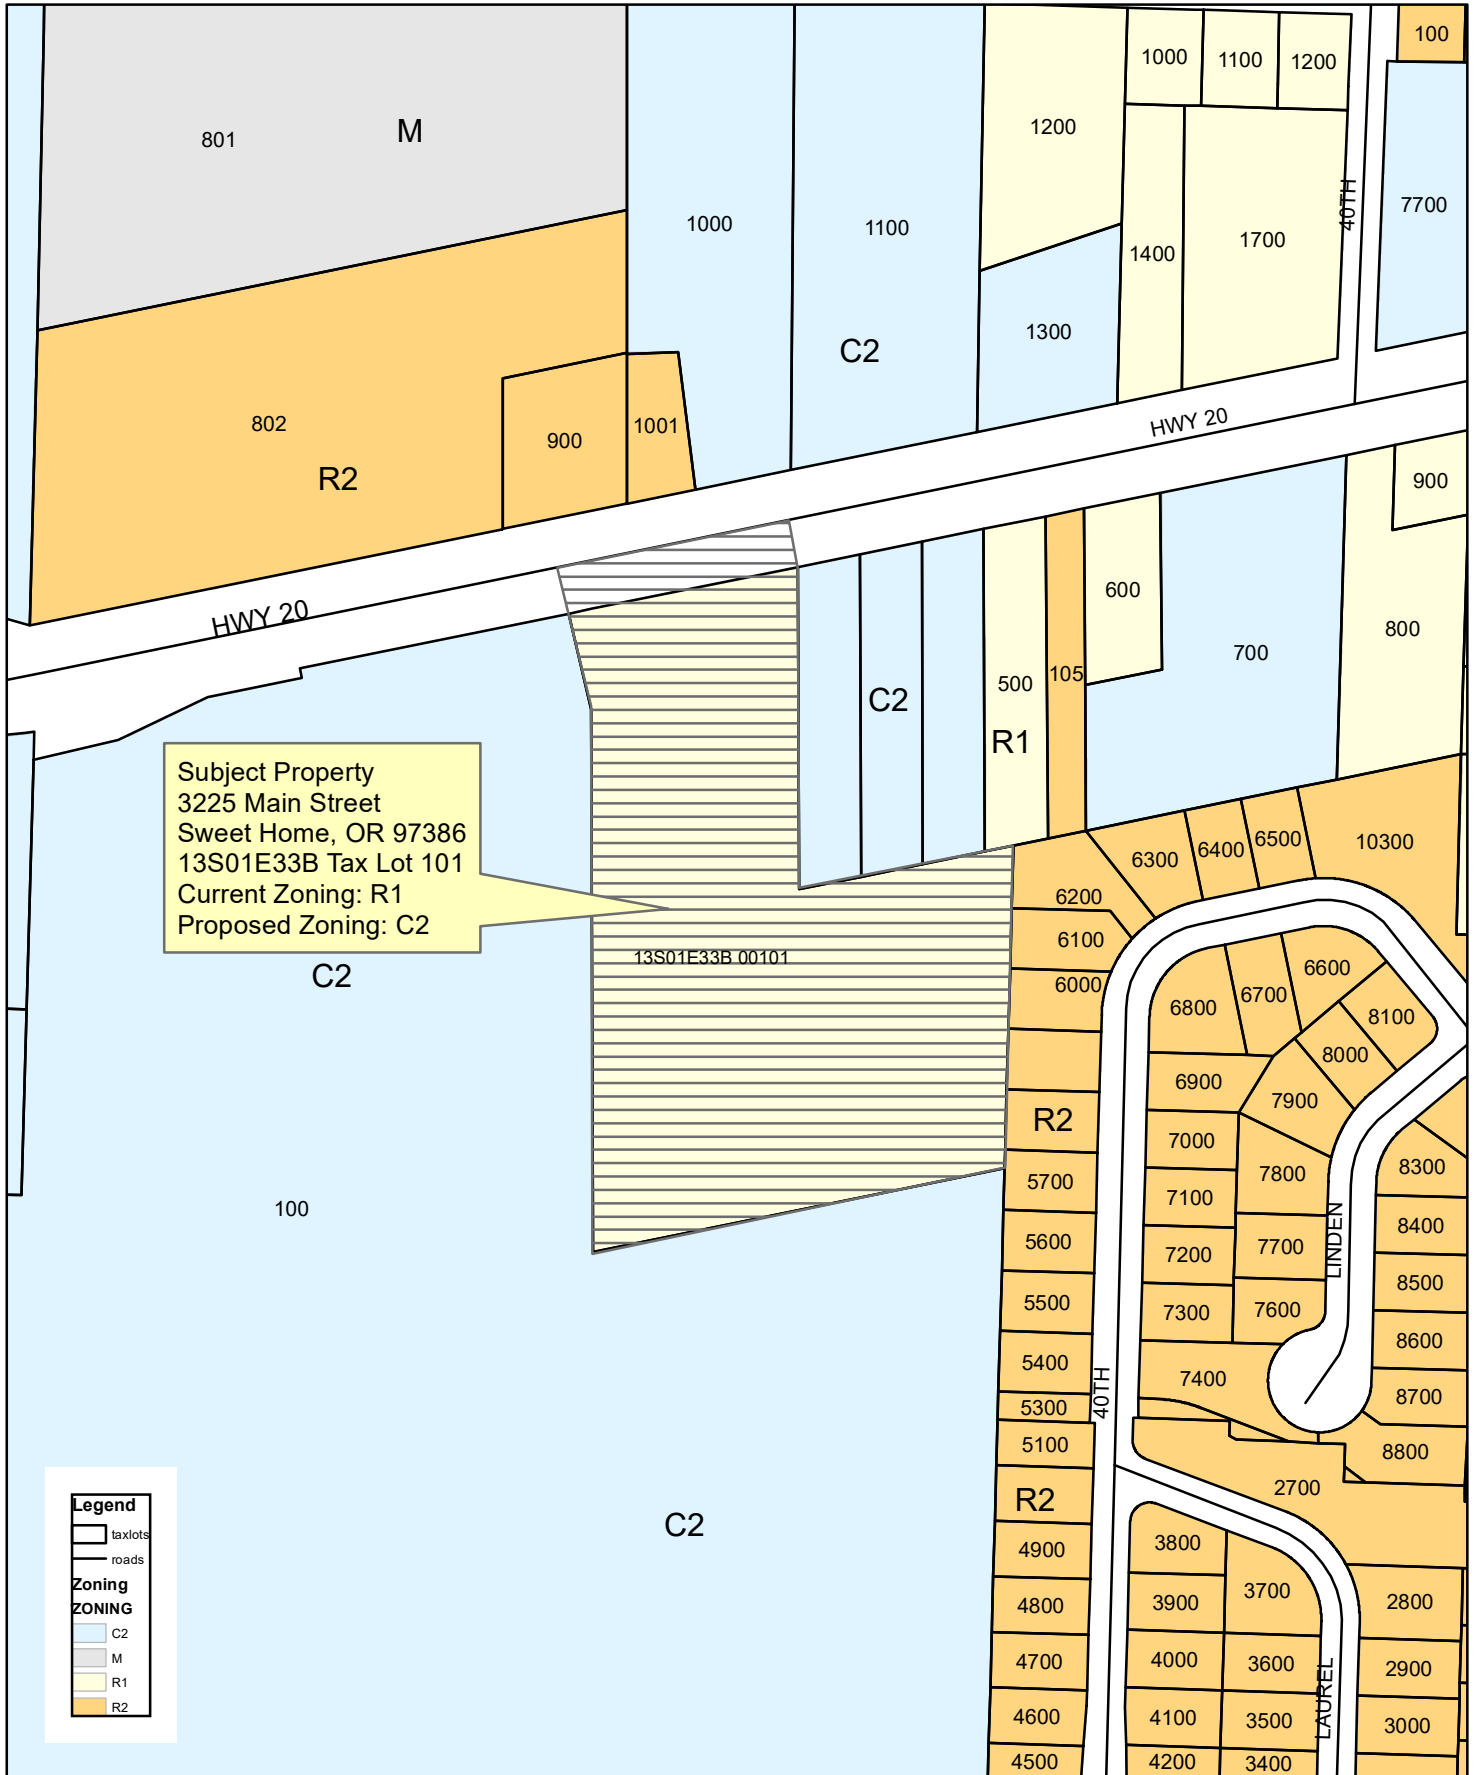 100
1000
1100
1200
801
M
1200
40TH
7700
1000
1100
1400
1700
1300
C2
802
900
1001
HWY 20
R2
900
600
800
HWY 20
700
105
500
C2
R1
Subject Property
3225 Main Street
Sweet Home, OR 97386
13S01E33B Tax Lot 101
Current Zoning: R1
Proposed Zoning: C2
6300
6400
6500
10300
6200
6100
13S01E33B 00101
C2
6000
6800
6700
6600
8100
8000
6900
7900
R2
7000
5700
7800
8300
7100
100
5600
7200
7700
LINDEN
8400
5500
7300
7600
8500
5400
8600
7400
40TH
5300
8700
5100
8800
2700
R2
C2
4900
3800
3700
4800
3900
2800
4700
4000
3600
2900
LAUREL
4600
4100
3500
3000
4500
4200
3400
Legend
taxlots
roads
Zoning
ZONING
C2
M
R1
R2